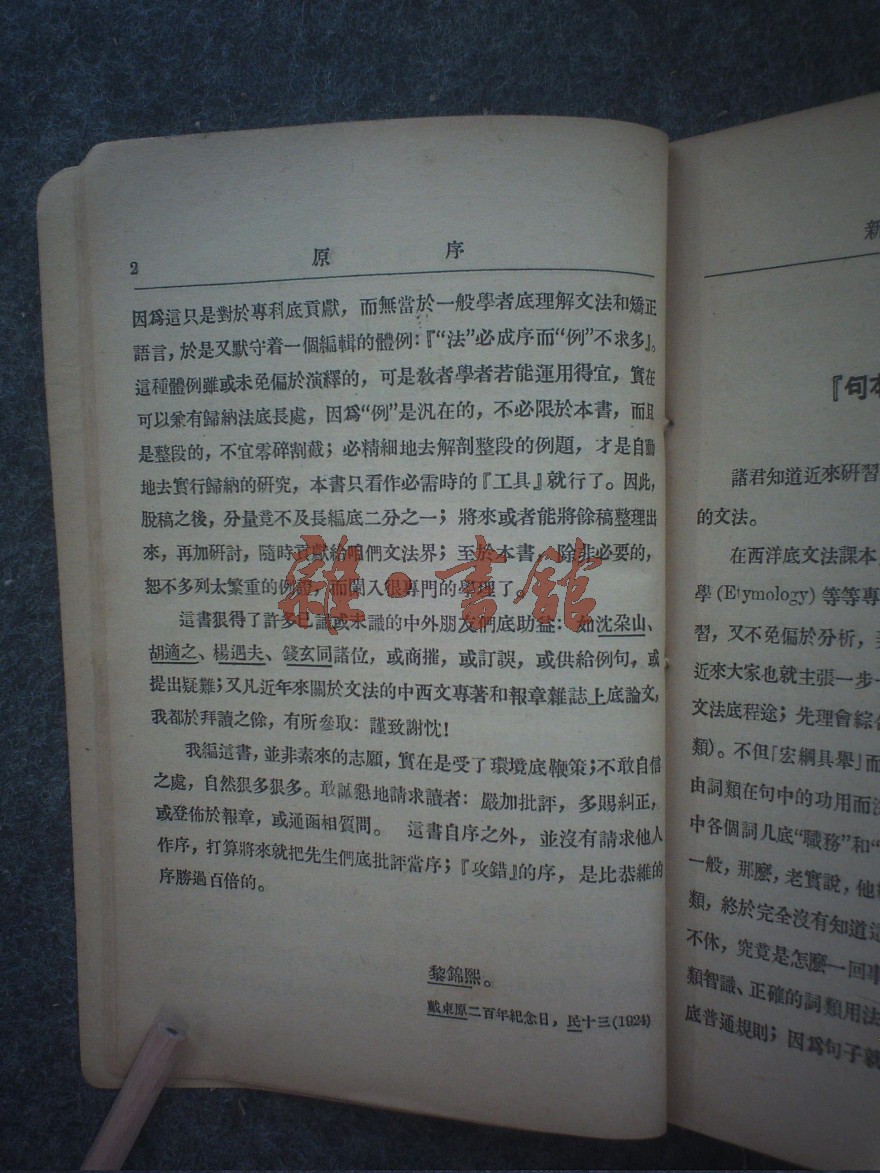 2 原 序
因爲這只是對於專科底貢獻，而無當於一般學者底理解文法和矯正
語言，於是又默守着一個編輯的體例：『“法”必成序而“例”不求多』。
這種體例雖或未免偏於演繹的，可是敎者學者若能運用得宜，實在
可以兼有歸納法底長處，因爲“例”是汎在的，不必限於本書，而且
是整段的，不宜零碎割截；必精細地去解剖整段的例題，才是自動
地去實行歸納的硏究，本書只看作必需時的『工具』就行了。因此，
脫稿之後，分量竟不及長編底二分之一；將來或者能將餘稿整理出
來，再加硏討，隨時貢獻給咱們文法界；至於本書，除非必要的，
恕不多列太繁重的例證，而闌入很專門的學理了。
這書狠得了許多已識或未識的中外朋友們底助益：如沈朶山、
胡適之、楊遇夫、錢玄同諸位，或商摧，或訂誤，或供給例句，或
提出疑難；又凡近年來關於文法的中西文專著和報章雜誌上底論文，
我都於拜讀之餘，有所參取：謹致謝忱！
我編這書，並非素來的志願，實在是受了環境底鞭策；不敢自信
之處，自然狠多狠多。敢誠懇地請求讀者：嚴加批評，多賜糾正，
或登佈於報章，或通函相質問。 這書自序之外，並沒有請求他人
作序，打算將來就把先生們底批評當序；『攻錯』的序，是比恭維的
序勝過百倍的。
黎錦熙。
戴東原二百年紀念日，民十三(1924)
雜·書館
新
『句本
諸君知道近來硏習
的文法。
在西洋底文法課本，
學(Etymology)等等專
習，又不免偏於分析，
近來大家也就主張一步一
文法底程途；先理會綜合
類)。不但「宏綱具舉」而
由詞類在句中的功用而
中各個詞几底“職務”和“
一般，那麼，老實說，他
類，終於完全沒有知道這
不休，究竟是怎麼一回事
類智識、正確的詞類用法
底普通規則；因爲句子就